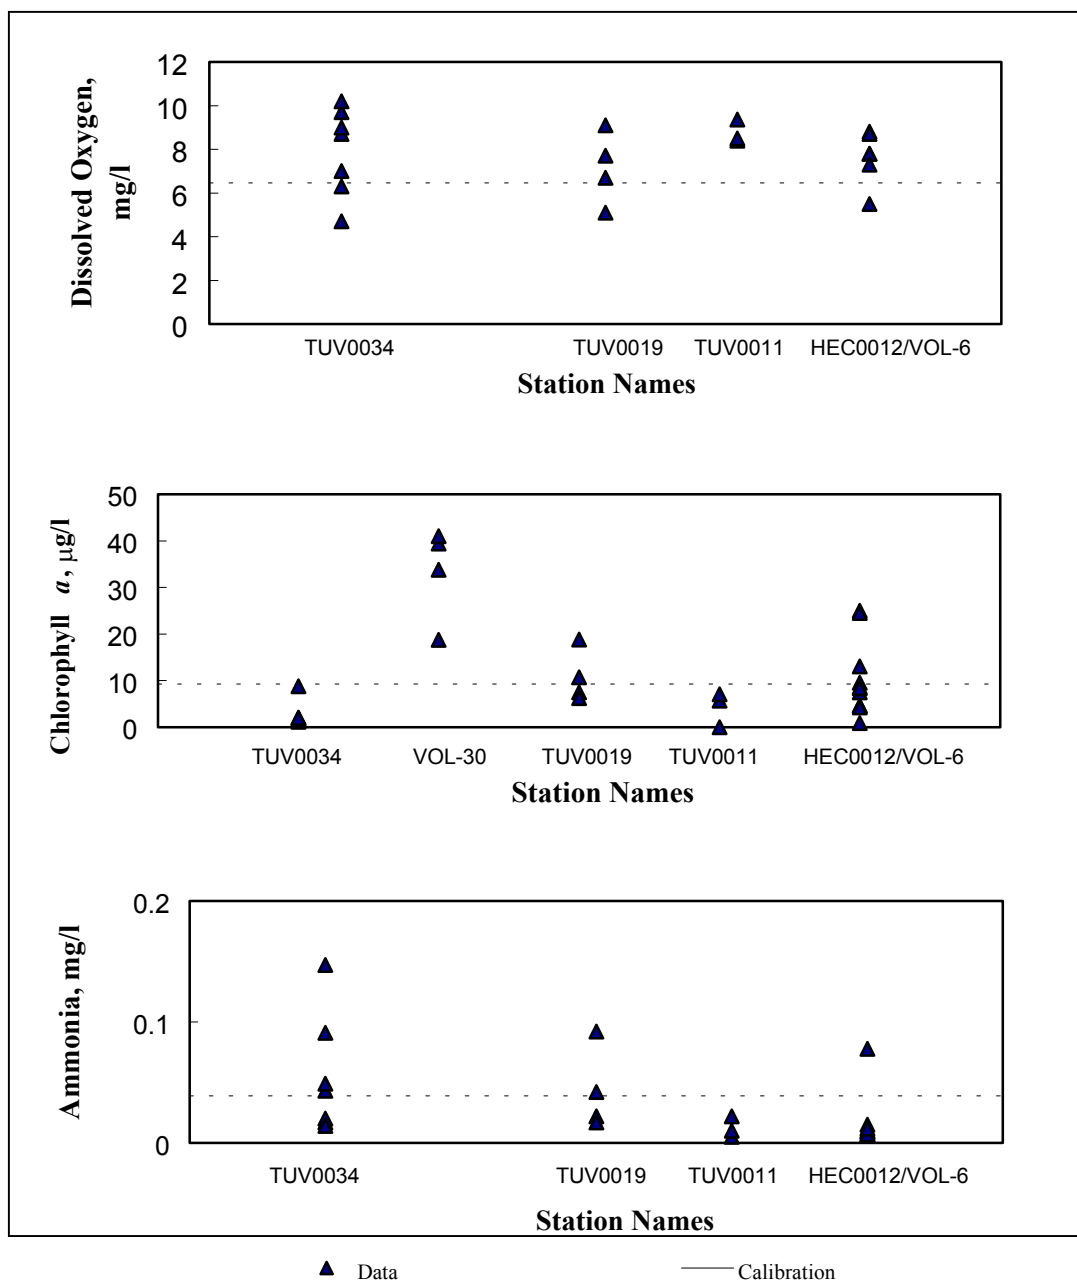 Dissolved Oxygen,
mg/l
12
10
8
6
4
2
0
TUV0034 TUV0019 TUV0011 HEC0012/VOL-6
Station Names
Chlorophyll a, µg/l
50
40
30
20
10
0
TUV0034 VOL-30 TUV0019 TUV0011 HEC0012/VOL-6
Station Names
Ammonia, mg/l
0.2
0.1
0
TUV0034 TUV0019 TUV0011 HEC0012/VOL-6
Station Names
Data Calibration